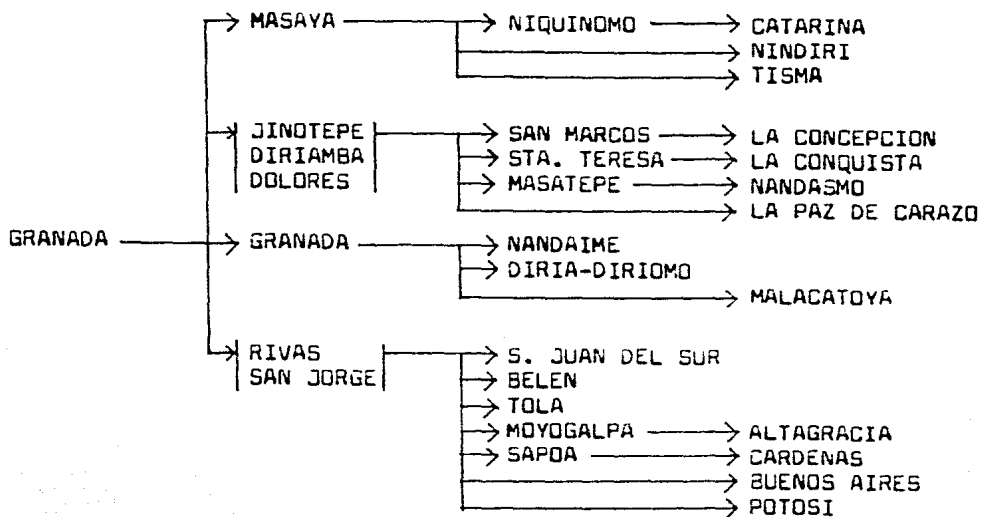 MASAYA NIQUINOMO CATARINA
NINDIRI
TISMA
JINOTEPE SAN MARCOS LA CONCEPCION
DIRIAMBA STA. TERESA LA CONQUISTA
DOLORES MASATEPE NANDASMO
LA PAZ DE CARAZO
GRANADA GRANADA NANDAIME
DIRIA-DIRIOMO
MALACATOYA
RIVAS S. JUAN DEL SUR
SAN JORGE BELEN
TOLA
MOYOGALPA ALTAGRACIA
SAPOA CARDENAS
BUENOS AIRES
POTOSI